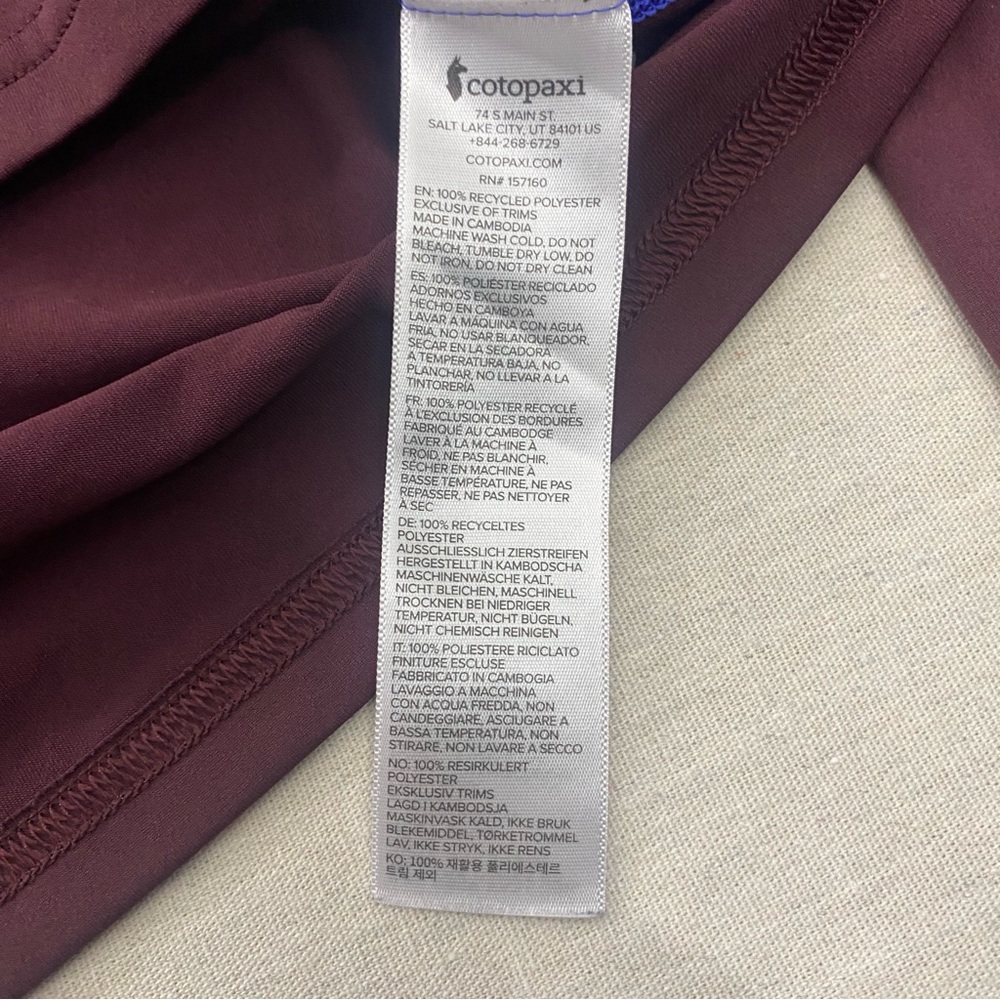 cotopaxi
74 S MAIN ST.
SALT LAKE CITY, UT 84101 US
+844-268-6729
COTOPAXI.COM
RN# 157160
EN: 100% RECYCLED POLYESTER
EXCLUSIVE OF TRIMS
MADE IN CAMBODIA
MACHINE WASH COLD, DO NOT
BLEACH, TUMBLE DRY LOW, DO
NOT IRON, DO NOT DRY CLEAN
ES: 100% POLIÉSTER RECICLADO
ADORNOS EXCLUSIVOS
HECHO EN CAMBOYA
LAVAR A MÁQUINA CON AGUA
FRIA, NO USAR BLANQUEADOR,
SECAR EN LA SECADORA
A TEMPERATURA BAJA, NO
PLANCHAR, NO LLEVAR A LA
TINTORERÍA
FR: 100% POLYESTER RECYCLÉ
À L'EXCLUSION DES BORDURES
FABRIQUÉ AU CAMBODGE
LAVER À LA MACHINE À
FROID, NE PAS BLANCHIR,
SÉCHER EN MACHINE À
BASSE TEMPÉRATURE, NE PAS
REPASSER, NE PAS NETTOYER
À SEC
DE: 100% RECYCELTES
POLYESTER
AUSSCHLIESSLICH ZIERSTREIFEN
HERGESTELLT IN KAMBODSCHA
MASCHINENWÄSCHE KALT,
NICHT BLEICHEN, MASCHINELL
TROCKNEN BEI NIEDRIGER
TEMPERATUR, NICHT BÜGELN,
NICHT CHEMISCH REINIGEN
IT: 100% POLIESTERE RICICLATO
FINITURE ESCLUSE
FABBRICATO IN CAMBOGIA
LAVAGGIO A MACCHINA
CON ACQUA FREDDA, NON
CANDEGGIARE, ASCIUGARE A
BASSA TEMPERATURA, NON
STIRARE, NON LAVARE A SECCO
NO: 100% RESIRKULERT
POLYESTER
EKSKLUSIV TRIMS
LAGD I KAMBODSJA
MASKINVASK KALD, IKKE BRUK
BLEKEMIDDEL, TØRKETROMMEL
LAV, IKKE STRYK, IKKE RENS
KO: 100% 재활용 폴리에스테르
트림 제외